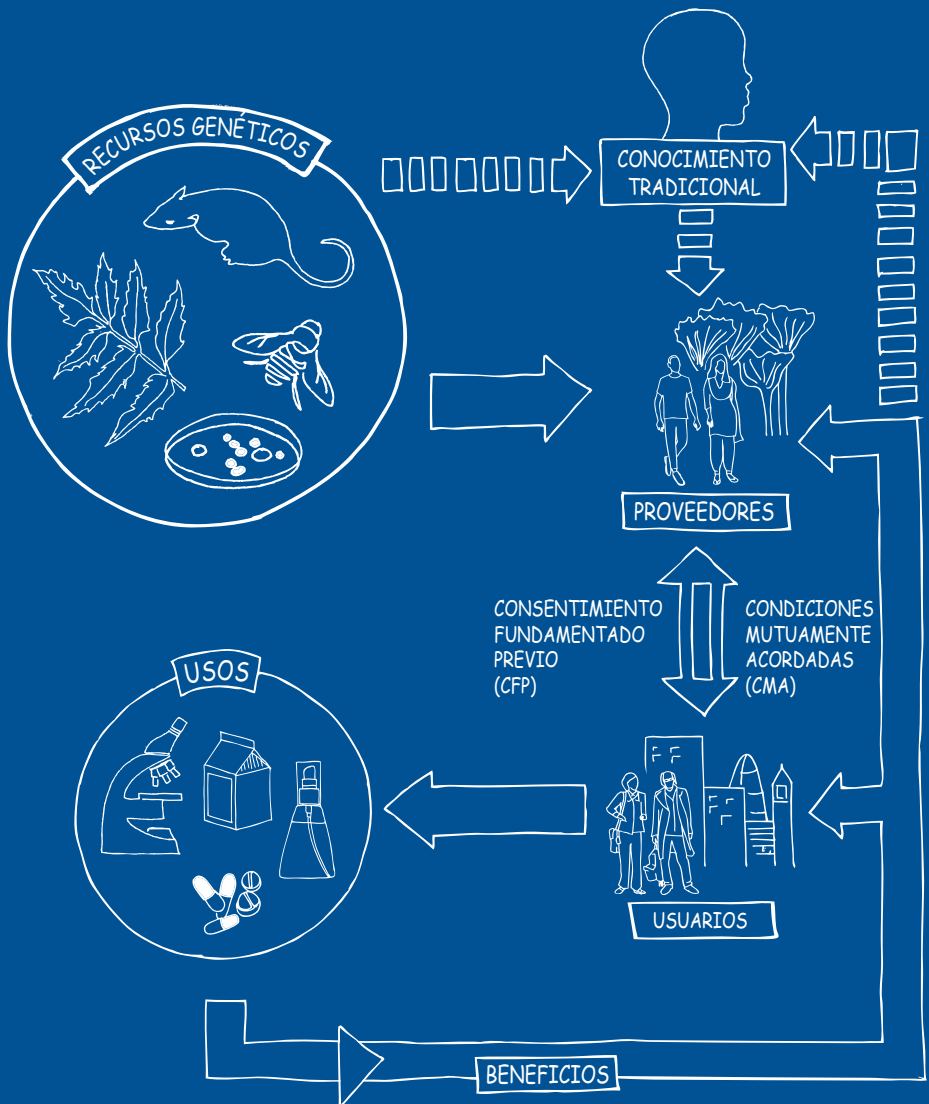 RECURSOS GENÉTICOS
CONOCIMIENTO
TRADICIONAL
PROVEEDORES
CONSENTIMIENTO
FUNDAMENTADO
PREVIO
(CFP)
CONDICIONES
MUTUAMENTE
ACORDADAS
(CMA)
USOS
USUARIOS
BENEFICIOS